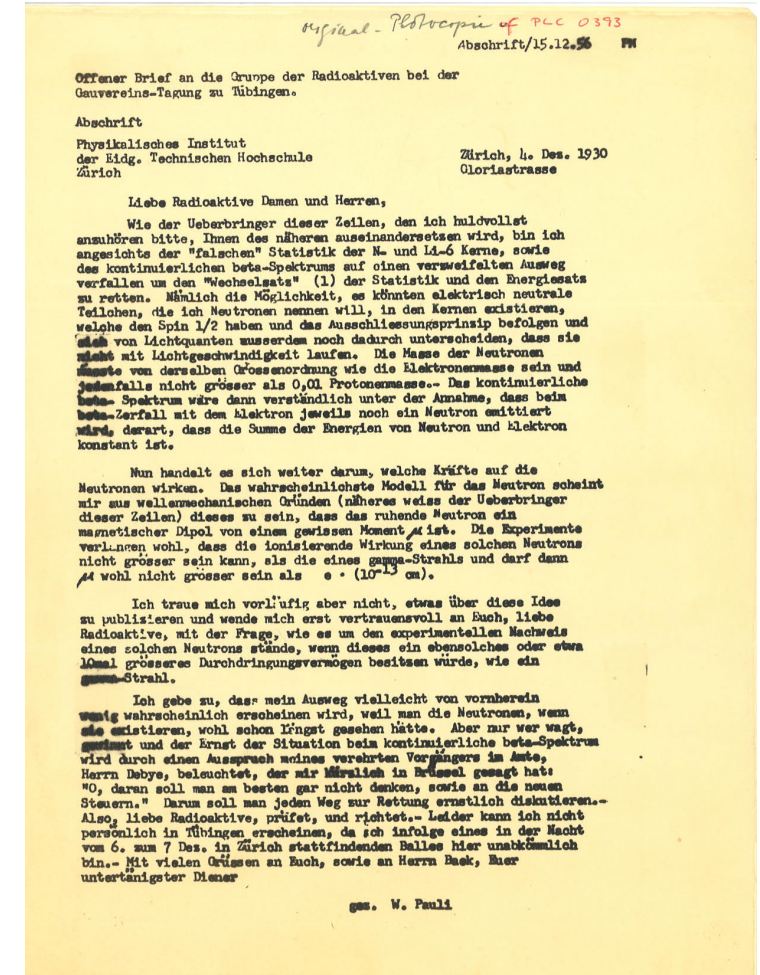 original - Photocopie of PLC 0393
Abschrift/15.12.56 PM
Offener Brief an die Gruppe der Radioaktiven bei der
Gauvereins-Tagung zu Tübingen.
Abschrift
Physikalisches Institut
der Eidg. Technischen Hochschule
Zürich
Zürich, 4. Dez. 1930
Gloriastrasse
Liebe Radioaktive Damen und Herren,
Wie der Ueberbringer dieser Zeilen, den ich huldvollst
anzuhören bitte, Ihnen des näheren auseinandersetzen wird, bin ich
angesichts der "falschen" Statistik der N- und Li-6 Kerne, sowie
des kontinuierlichen beta-Spektrums auf einen verzweifelten Ausweg
verfallen um den "Wechselsatz" (1) der Statistik und den Energiesatz
zu retten. Nämlich die Möglichkeit, es könnten elektrisch neutrale
Teilchen, die ich Neutronen nennen will, in den Kernen existieren,
welche den Spin 1/2 haben und das Ausschliessungsprinzip befolgen und
sich von Lichtquanten ausserdem noch dadurch unterscheiden, dass sie
nicht mit Lichtgeschwindigkeit laufen. Die Masse der Neutronen
müsste von derselben Grossenordnung wie die Elektronenmasse sein und
jedenfalls nicht grösser als 0,01 Protonenmasse.- Das kontinuierliche
beta- Spektrum wäre dann verständlich unter der Annahme, dass beim
beta-Zerfall mit dem Elektron jeweils noch ein Neutron emittiert
wird, derart, dass die Summe der Energien von Neutron und Elektron
konstant ist.
Nun handelt es sich weiter darum, welche Kräfte auf die
Neutronen wirken. Das wahrscheinlichste Modell für das Neutron scheint
mir aus wellenmechanischen Gründen (näheres weiss der Ueberbringer
dieser Zeilen) dieses zu sein, dass das ruhende Neutron ein
magnetischer Dipol von einem gewissen Moment μ ist. Die Experimente
verlangen wohl, dass die ionisierende Wirkung eines solchen Neutrons
nicht grösser sein kann, als die eines gamma-Strahls und darf dann
μ wohl nicht grösser sein als e · (10⁻¹³ cm).
Ich traue mich vorläufig aber nicht, etwas über diese Idee
zu publizieren und wende mich erst vertrauensvoll an Euch, liebe
Radioaktive, mit der Frage, wie es um den experimentellen Nachweis
eines solchen Neutrons stände, wenn dieses ein ebensolches oder etwa
10mal grösseres Durchdringungsvermögen besitzen würde, wie ein
gamma-Strahl.
Ich gebe zu, dass mein Ausweg vielleicht von vornherein
wenig wahrscheinlich erscheinen wird, weil man die Neutronen, wenn
sie existieren, wohl schon längst gesehen hätte. Aber nur wer wagt,
gewinnt und der Ernst der Situation beim kontinuierliche beta-Spektrum
wird durch einen Ausspruch meines verehrten Vorgängers im Amte,
Herrn Debye, beleuchtet, der mir kürzlich in Brüssel gesagt hat:
"O, daran soll man am besten gar nicht denken, sowie an die neuen
Steuern." Darum soll man jeden Weg zur Rettung ernstlich diskutieren.-
Also, liebe Radioaktive, prüfet, und richtet.- Leider kann ich nicht
persönlich in Tübingen erscheinen, da ich infolge eines in der Nacht
vom 6. zum 7 Dez. in Zürich stattfindenden Balles hier unabkömmlich
bin.- Mit vielen Grüssen an Euch, sowie an Herrn Back, Euer
untertänigster Diener
gez. W. Pauli